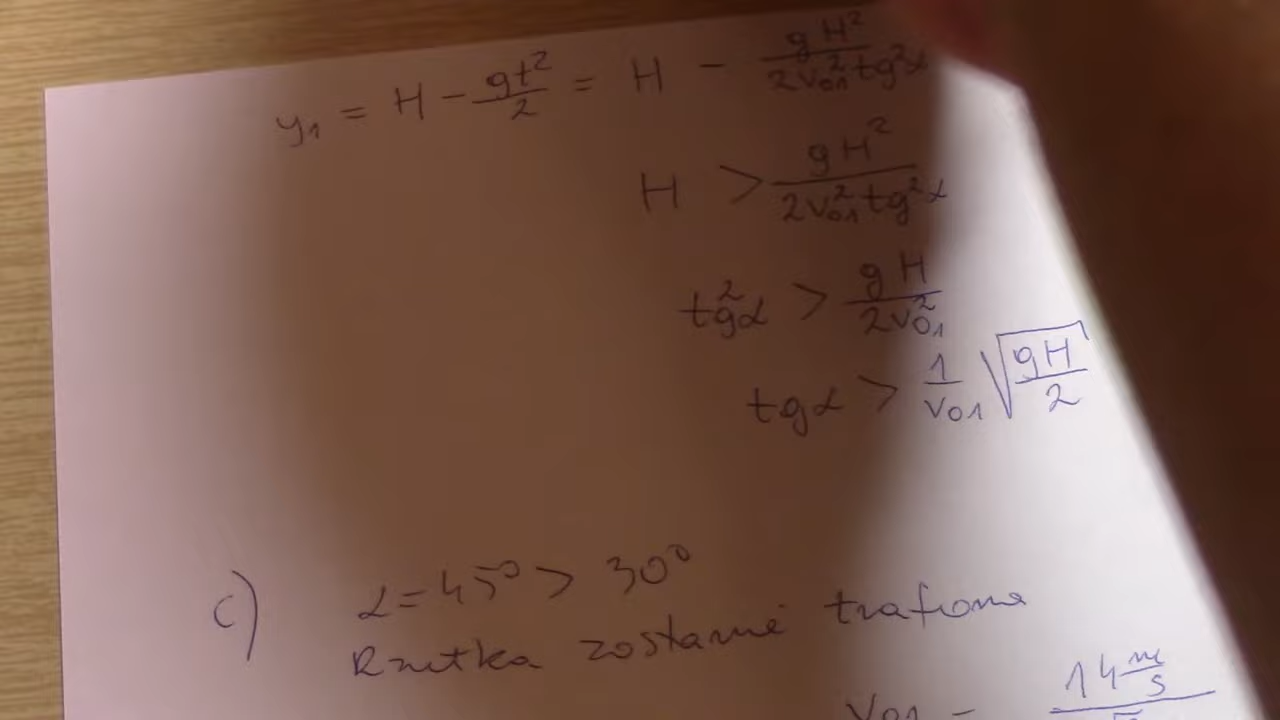 y₁ = H - gt²/2 = H - gH²/2v₀₁²tg²α
H > gH²/2v₀₁²tg²α
tg²α > gH/2v₀₁²
tgα > 1/v₀₁ √(gH/2)
c) α = 45° > 30°
Rzutka zostanie trafiona
v₀₁ = 14 m/s